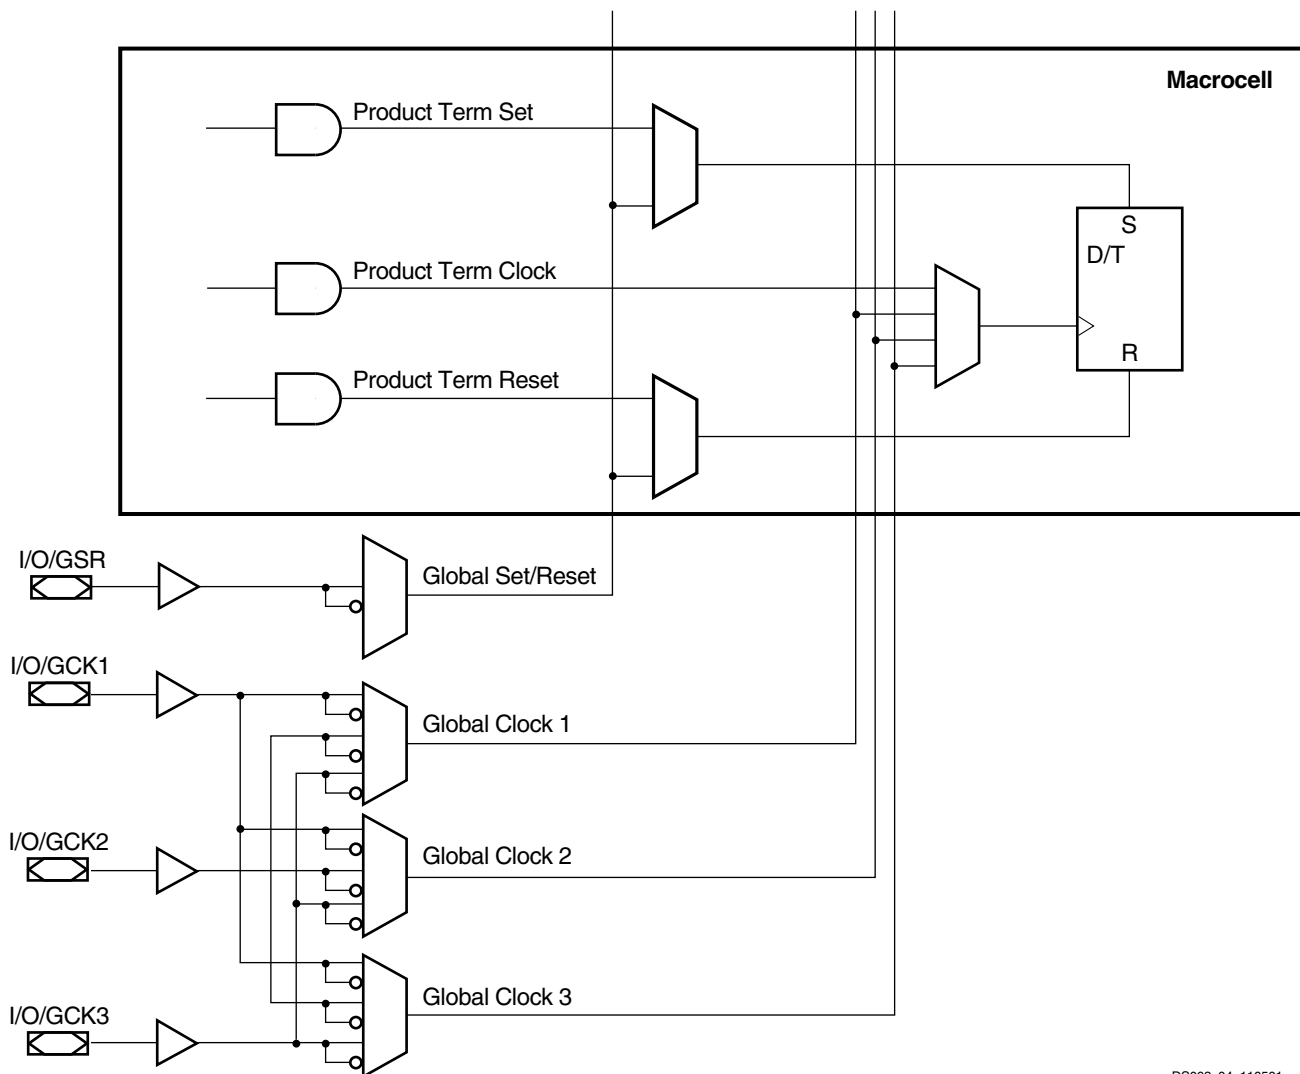 Macrocell
Product Term Set
S
D/T
Product Term Clock
R
Product Term Reset
I/O/GSR
Global Set/Reset
I/O/GCK1
Global Clock 1
I/O/GCK2
Global Clock 2
Global Clock 3
I/O/GCK3